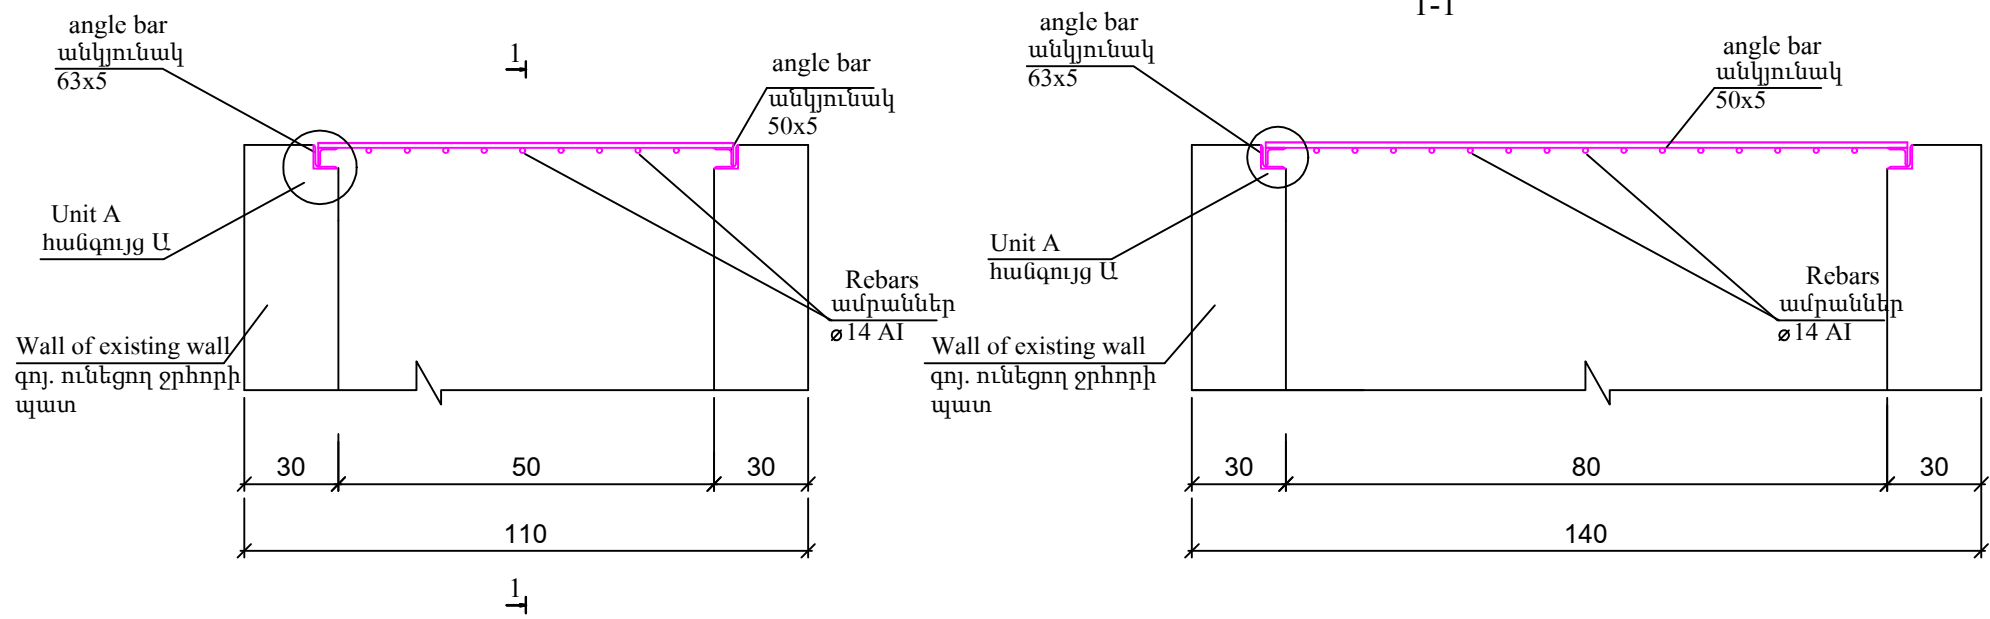 1-1
angle bar
անկյունակ
63x5
1
angle bar
անկյունակ
50x5
Unit A
հանգույց Ա
Rebars
ամրաններ
⌀14 AI
Wall of existing wall
գոյ. ունեցող ջրհորի
պատ
30
50
30
110
1
angle bar
անկյունակ
63x5
angle bar
անկյունակ
50x5
Unit A
հանգույց Ա
Rebars
ամրաններ
⌀14 AI
Wall of existing wall
գոյ. ունեցող ջրհորի
պատ
30
80
30
140